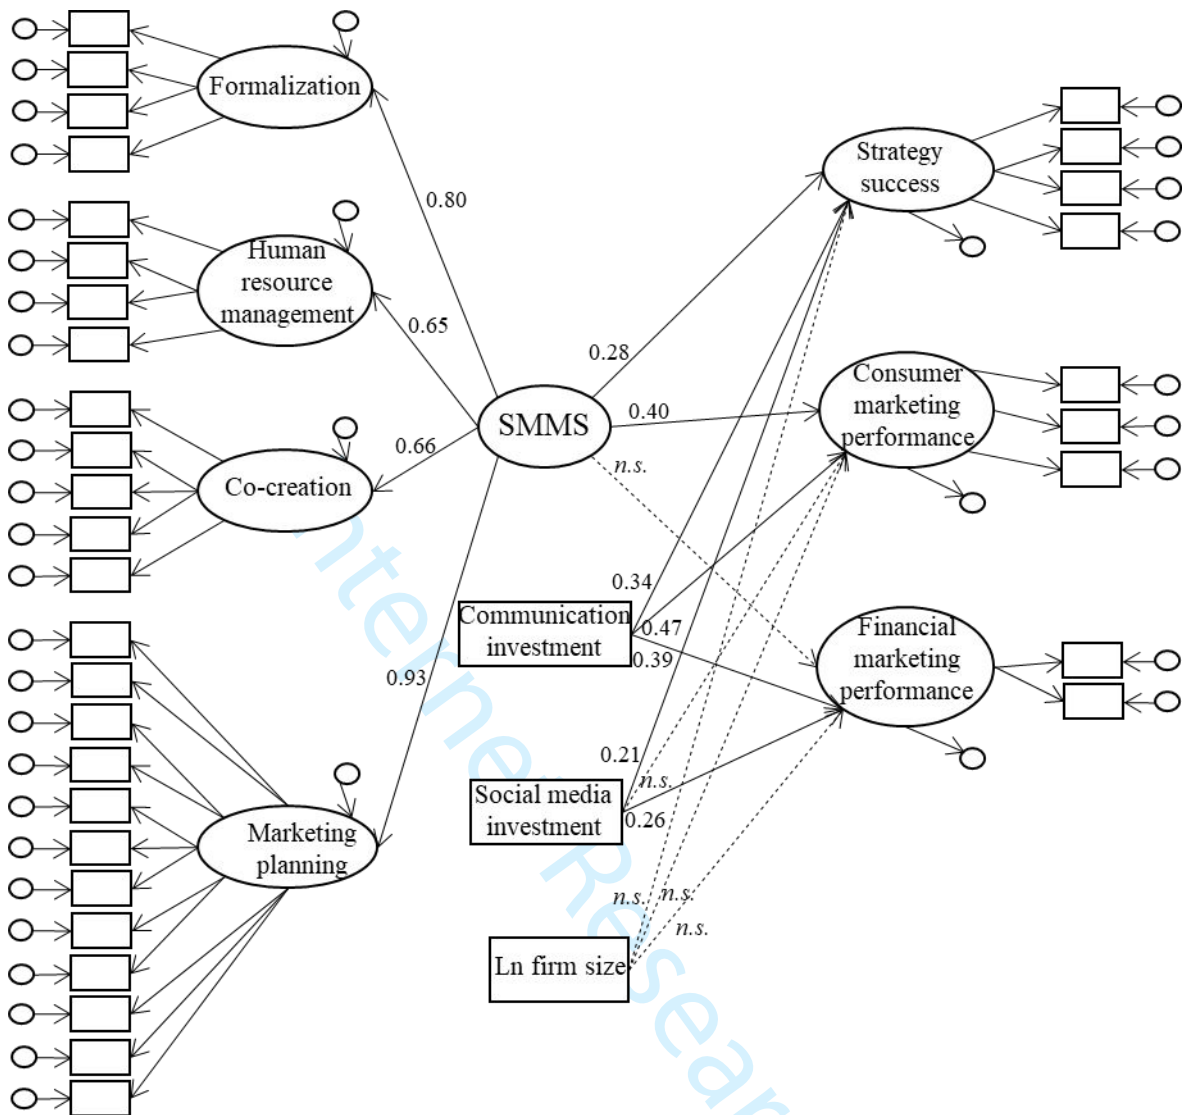 Formalization
Human
resource
management
Co-creation
Marketing
planning
0.80
0.65
0.66
0.93
SMMS
0.28
0.40
n.s.
Communication
investment
0.34
0.47
0.39
Social media
investment
0.21
n.s.
0.26
Ln firm size
n.s.
n.s.
n.s.
Strategy
success
Consumer
marketing
performance
Financial
marketing
performance